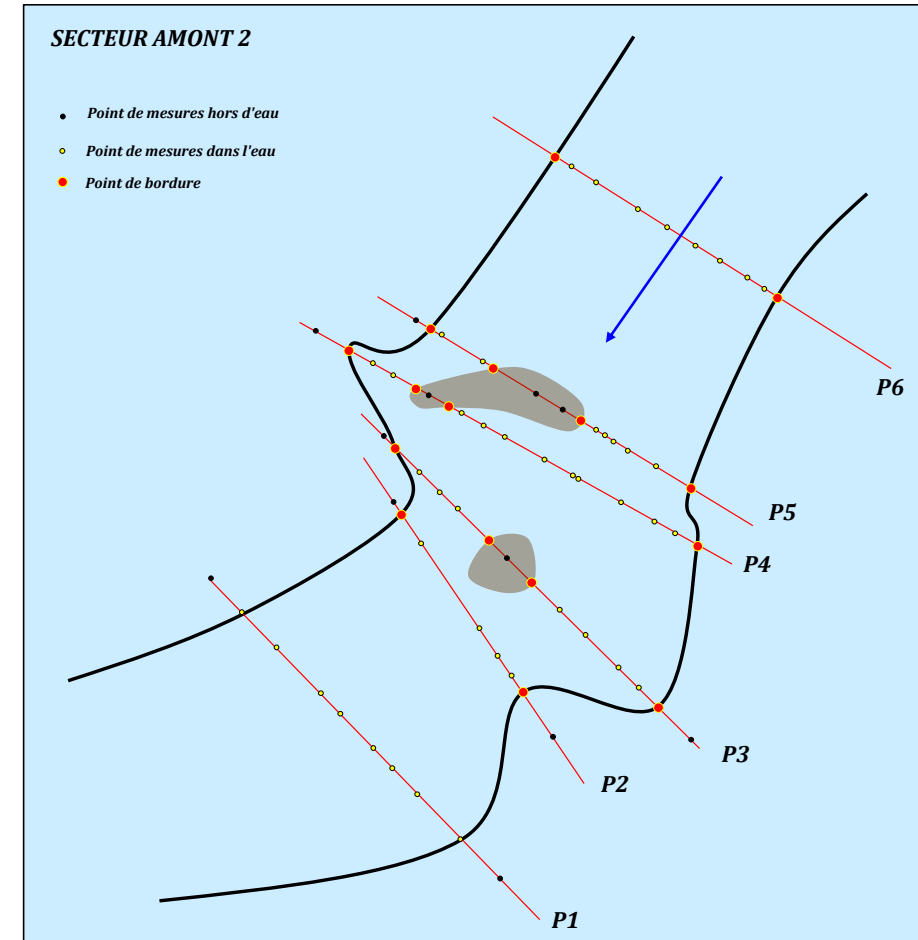 SECTEUR AMONT 2
Point de mesures hors d'eau
Point de mesures dans l'eau
Point de bordure
P6
P5
P4
P3
P2
P1